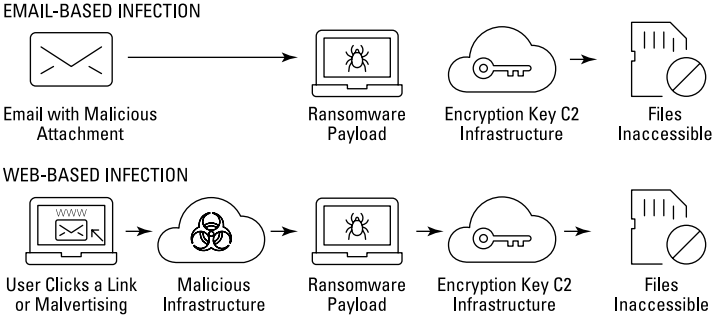 EMAIL-BASED INFECTION
Email with Malicious
Attachment
Ransomware
Payload
Encryption Key C2
Infrastructure
Files
Inaccessible
WEB-BASED INFECTION
WWW
User Clicks a Link
or Malvertising
Malicious
Infrastructure
Ransomware
Payload
Encryption Key C2
Infrastructure
Files
Inaccessible